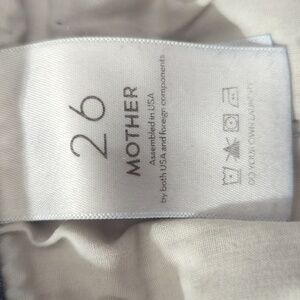 26
MOTHER
Assembled in USA
by both USA and foreign components
DO YOUR OWN LAUNDRY